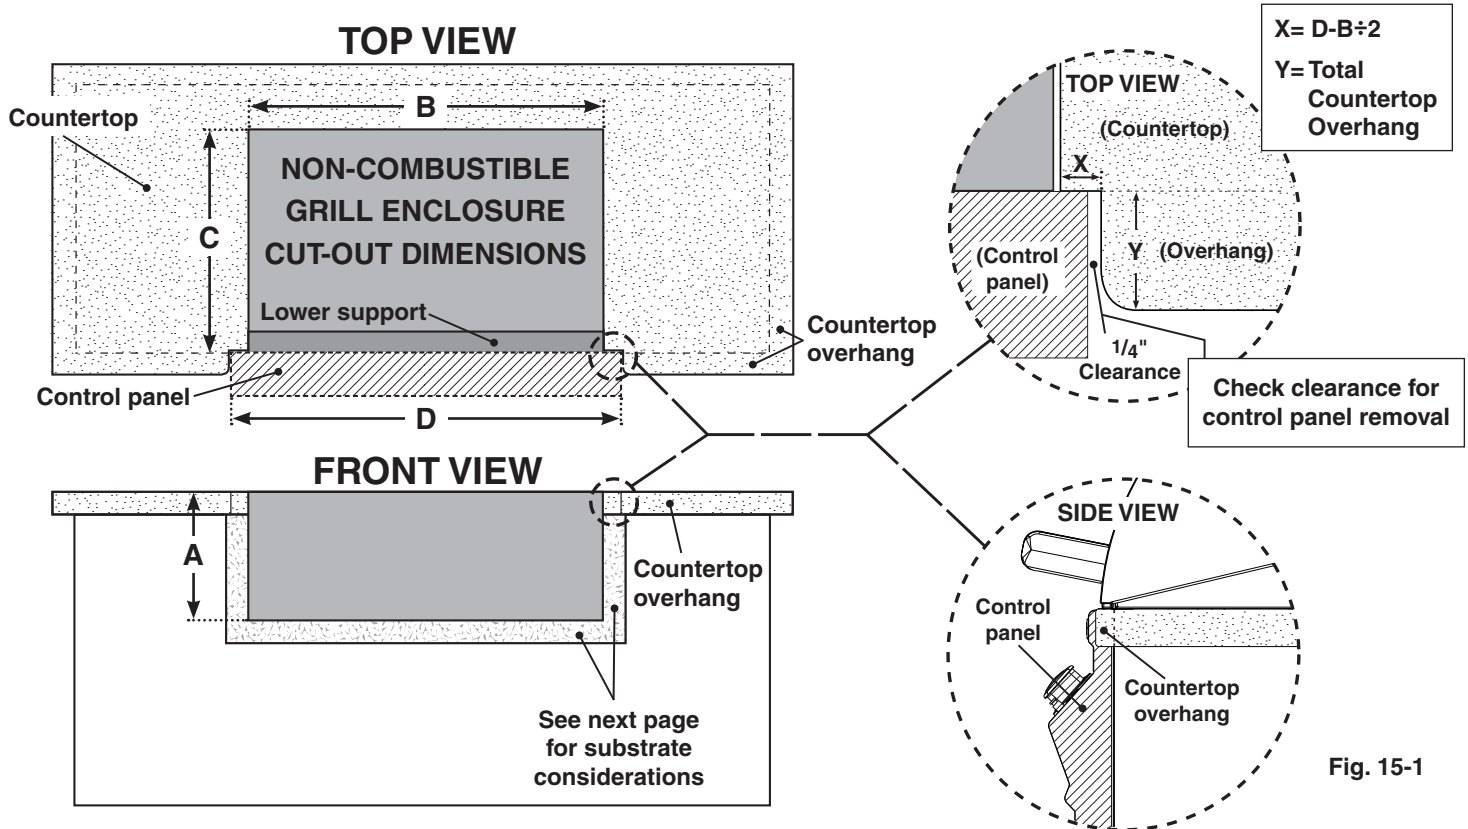 TOP VIEW
Countertop
B
C
NON-COMBUSTIBLE
GRILL ENCLOSURE
CUT-OUT DIMENSIONS
Lower support
Countertop
overhang
Control panel
D
X= D-B÷2
Y= Total
Countertop
Overhang
TOP VIEW
(Countertop)
X
(Control
panel)
Y
(Overhang)
1/4"
Clearance
Check clearance for
control panel removal
FRONT VIEW
A
Countertop
overhang
See next page
for substrate
considerations
SIDE VIEW
Control
panel
Countertop
overhang
Fig. 15-1